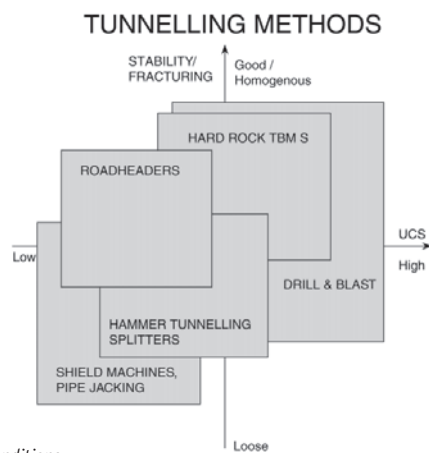 TUNNELLING METHODS
STABILITY/
FRACTURING
Good /
Homogenous
HARD ROCK TBM S
ROADHEADERS
UCS
Low
High
DRILL & BLAST
HAMMER TUNNELLING
SPLITTERS
SHIELD MACHINES,
PIPE JACKING
Loose